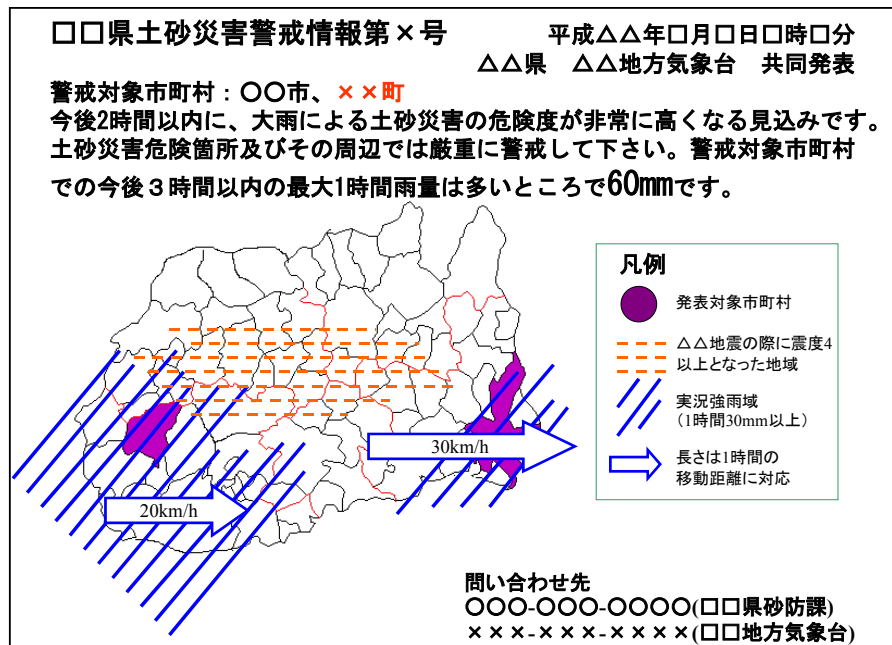 □□県土砂災害警戒情報第×号
平成△△年□月□日□時□分
△△県　△△地方気象台　共同発表
警戒対象市町村：〇〇市、××町
今後2時間以内に、大雨による土砂災害の危険度が非常に高くなる見込みです。
土砂災害危険箇所及びその周辺では厳重に警戒して下さい。警戒対象市町村
での今後３時間以内の最大1時間雨量は多いところで60mmです。
凡例
発表対象市町村
△△地震の際に震度4
以上となった地域
実況強雨域
（1時間30mm以上）
長さは1時間の
移動距離に対応
30km/h
20km/h
問い合わせ先
〇〇〇-〇〇〇-〇〇〇〇(□□県砂防課)
×××-×××-××××(□□地方気象台)